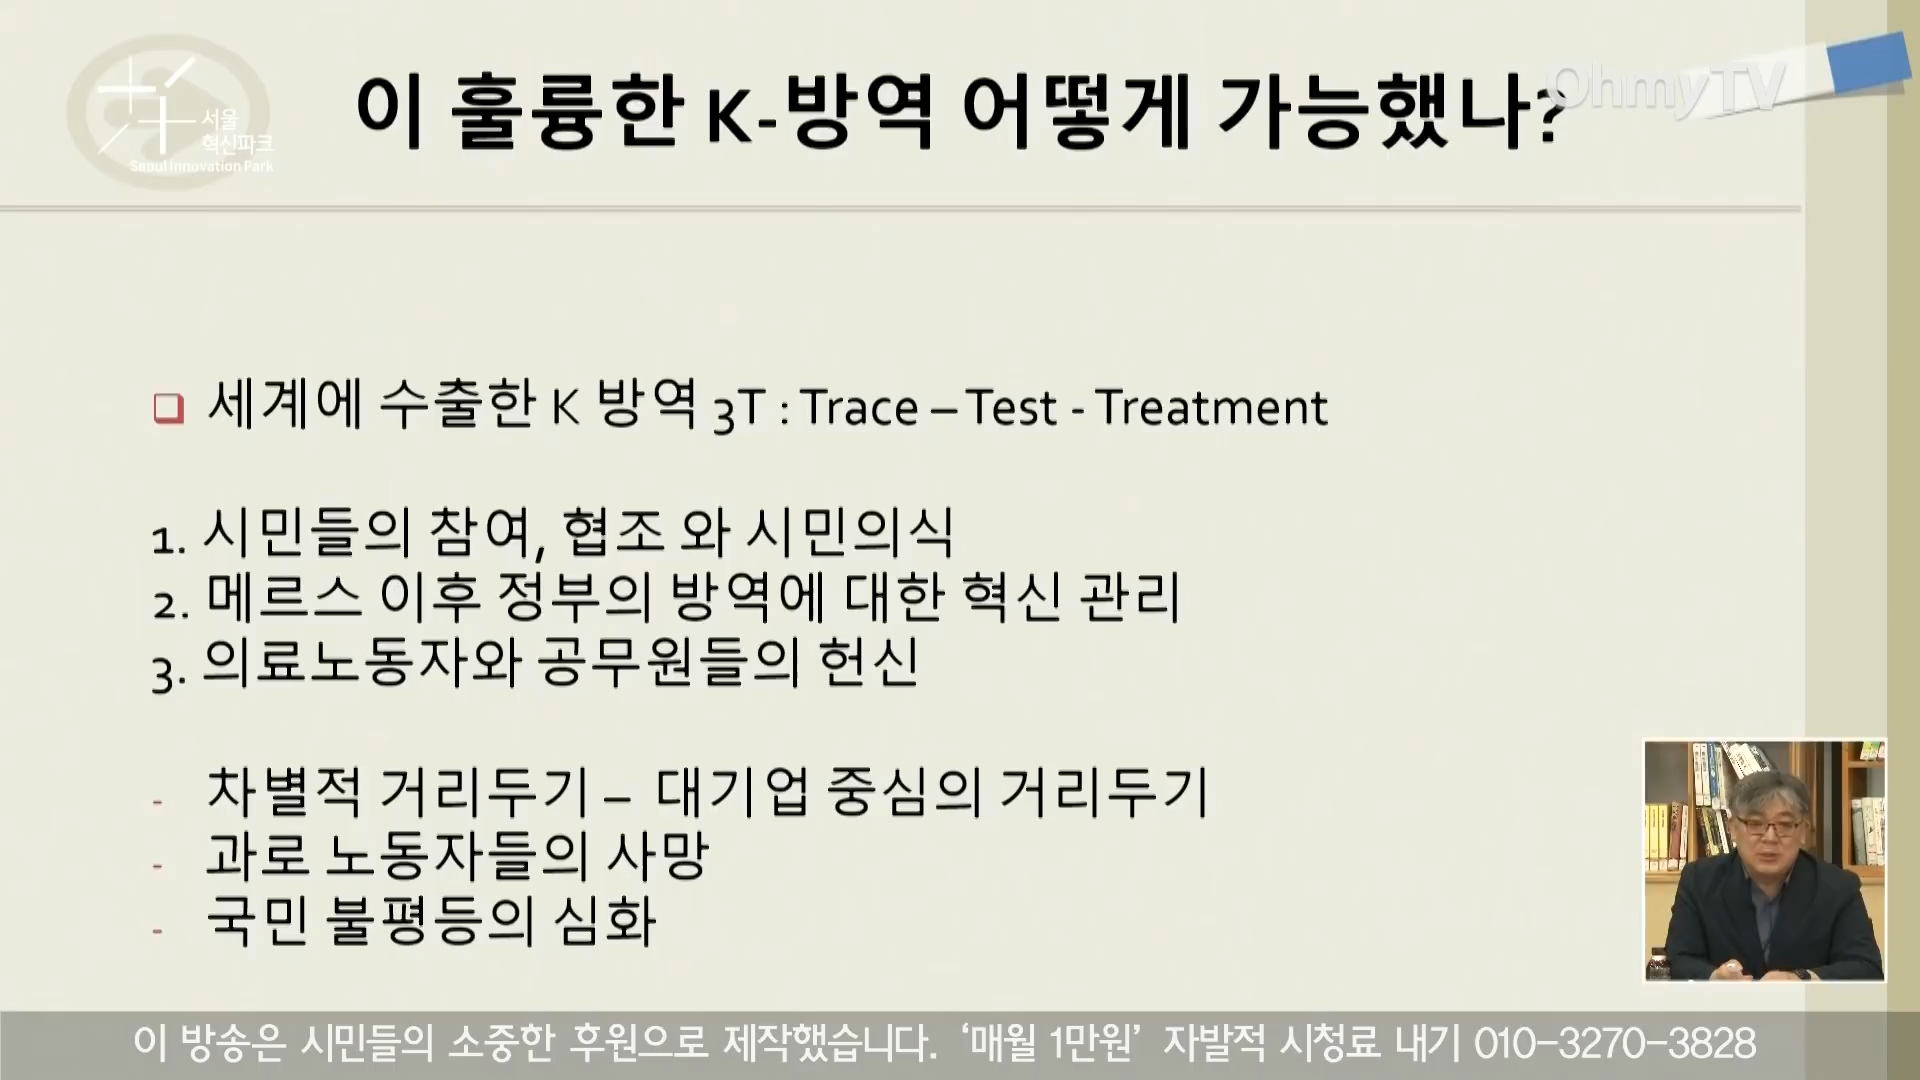 서울
혁신파크
Seoul Innovation Park
이 훌륭한 K-방역 어떻게 가능했나?
OhmyTV
❑ 세계에 수출한 K 방역 3T : Trace – Test - Treatment
1. 시민들의 참여, 협조 와 시민의식
2. 메르스 이후 정부의 방역에 대한 혁신 관리
3. 의료노동자와 공무원들의 헌신
- 차별적 거리두기 – 대기업 중심의 거리두기
- 과로 노동자들의 사망
- 국민 불평등의 심화
이 방송은 시민들의 소중한 후원으로 제작했습니다. ‘매월 1만원’ 자발적 시청료 내기 010-3270-3828